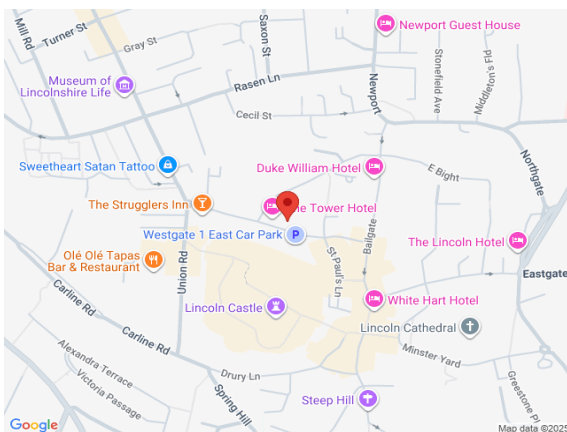 Newport Guest House
Mill Rd
Turner St
Gray St
Saxon St
Stonefield Ave
Middleton's Pl
Museum of
Lincolnshire Life
Rasen Ln
Newport
Cecil St
Northgate
Sweetheart Satan Tattoo
Duke William Hotel
E Bight
The Strugglers Inn
The Tower Hotel
Westgate 1 East Car Park
P
Bailgate
The Lincoln Hotel
Olé Olé Tapas
Bar & Restaurant
Union Rd
St Paul's Ln
Eastgate
Carline Rd
Lincoln Castle
White Hart Hotel
Lincoln Cathedral
Carline Rd
Minster Yard
Alexandra Terrace
Victoria Passage
Drury Ln
Spring Hill
Steep Hill
Greestone Pl
Google
Map data ©2025